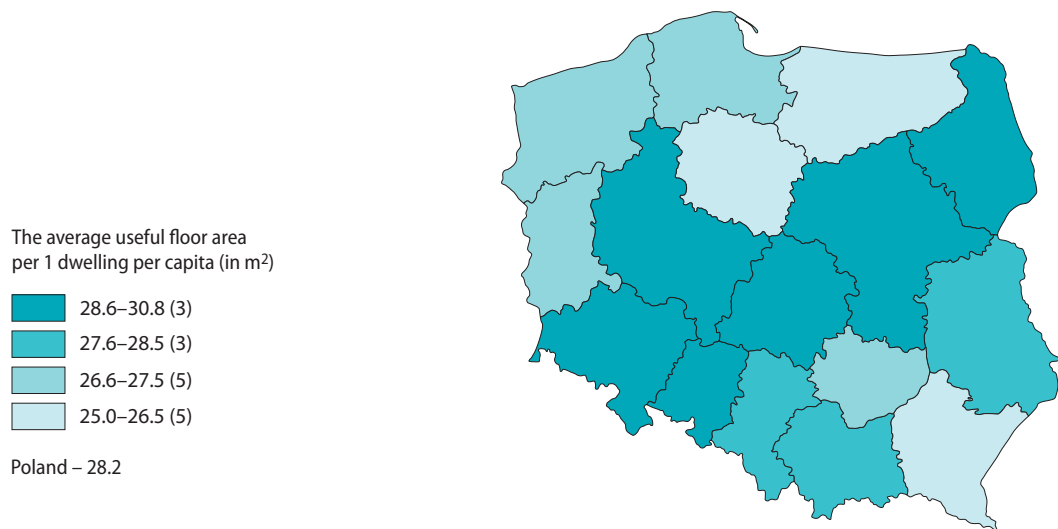 The average useful floor area
per 1 dwelling per capita (in m²)
28.6–30.8 (3)
27.6–28.5 (3)
26.6–27.5 (5)
25.0–26.5 (5)
Poland – 28.2